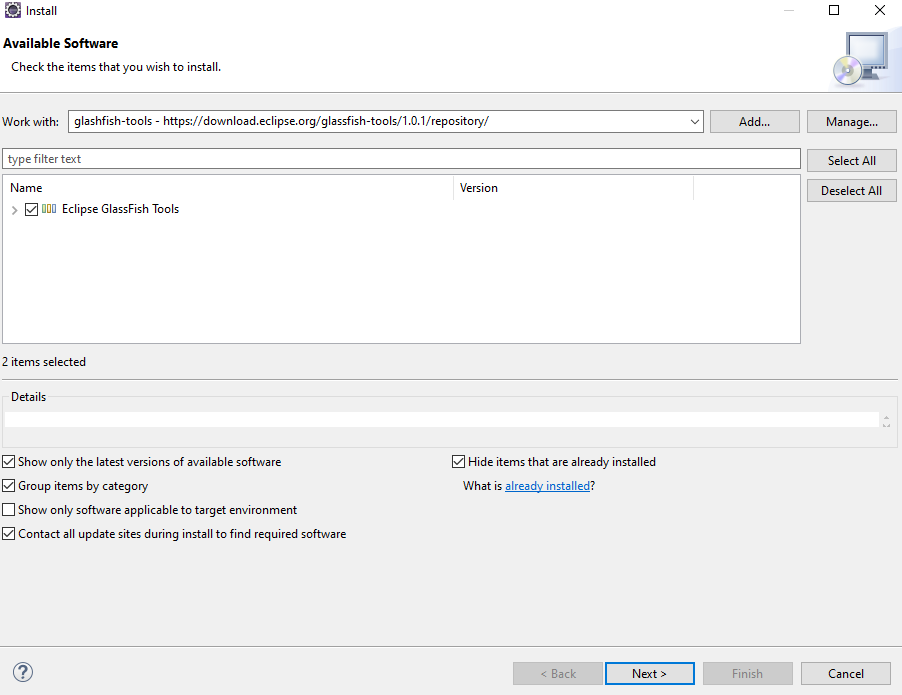 Install
Available Software
Check the items that you wish to install.
Work with: glashfish-tools - https://download.eclipse.org/glassfish-tools/1.0.1/repository/ Add... Manage...
type filter text Select All
Name Version Deselect All
Eclipse GlassFish Tools
2 items selected
Details
Show only the latest versions of available software Hide items that are already installed
Group items by category What is already installed?
Show only software applicable to target environment
Contact all update sites during install to find required software
? < Back Next > Finish Cancel